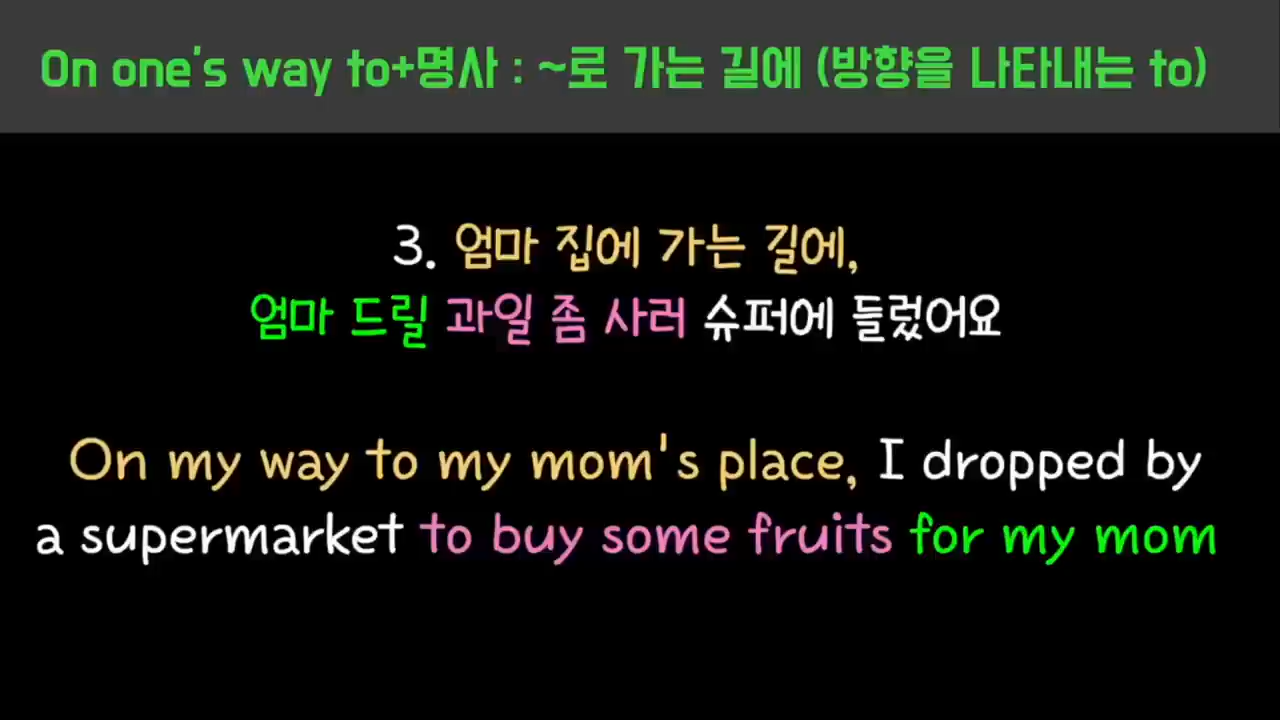 On one's way to+명사 : ~로 가는 길에 (방향을 나타내는 to)
3. 엄마 집에 가는 길에,
엄마 드릴 과일 좀 사러 슈퍼에 들렀어요
On my way to my mom's place, I dropped by
a supermarket to buy some fruits for my mom